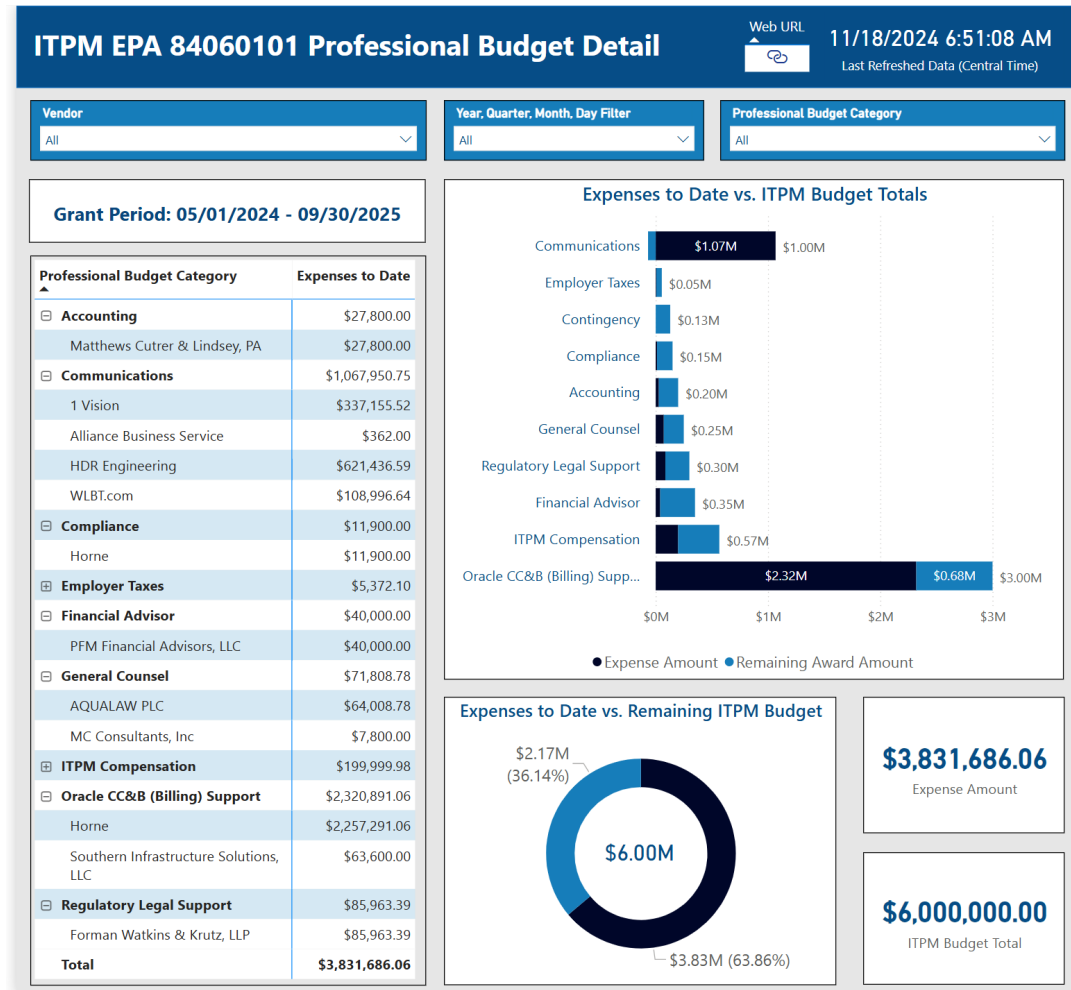 ITPM EPA 84060101 Professional Budget Detail
Web URL
11/18/2024 6:51:08 AM
Last Refreshed Data (Central Time)
Vendor
All
Year, Quarter, Month, Day Filter
All
Professional Budget Category
All
Grant Period: 05/01/2024 - 09/30/2025
Professional Budget Category Expenses to Date
Accounting $27,800.00
Matthews Cutrer & Lindsey, PA $27,800.00
Communications $1,067,950.75
1 Vision $337,155.52
Alliance Business Service $362.00
HDR Engineering $621,436.59
WLBT.com $108,996.64
Compliance $11,900.00
Horne $11,900.00
Employer Taxes $5,372.10
Financial Advisor $40,000.00
PFM Financial Advisors, LLC $40,000.00
General Counsel $71,808.78
AQUALAW PLC $64,008.78
MC Consultants, Inc $7,800.00
ITPM Compensation $199,999.98
Oracle CC&B (Billing) Support $2,320,891.06
Horne $2,257,291.06
Southern Infrastructure Solutions, $63,600.00
LLC
Regulatory Legal Support $85,963.39
Forman Watkins & Krutz, LLP $85,963.39
Total $3,831,686.06
Expenses to Date vs. ITPM Budget Totals
Communications $1.07M $1.00M
Employer Taxes $0.05M
Contingency $0.13M
Compliance $0.15M
Accounting $0.20M
General Counsel $0.25M
Regulatory Legal Support $0.30M
Financial Advisor $0.35M
ITPM Compensation $0.57M
Oracle CC&B (Billing) Supp... $2.32M $0.68M $3.00M
$0M $1M $2M $3M
Expense Amount Remaining Award Amount
Expenses to Date vs. Remaining ITPM Budget
$2.17M
(36.14%)
$6.00M
$3.83M (63.86%)
$3,831,686.06
Expense Amount
$6,000,000.00
ITPM Budget Total